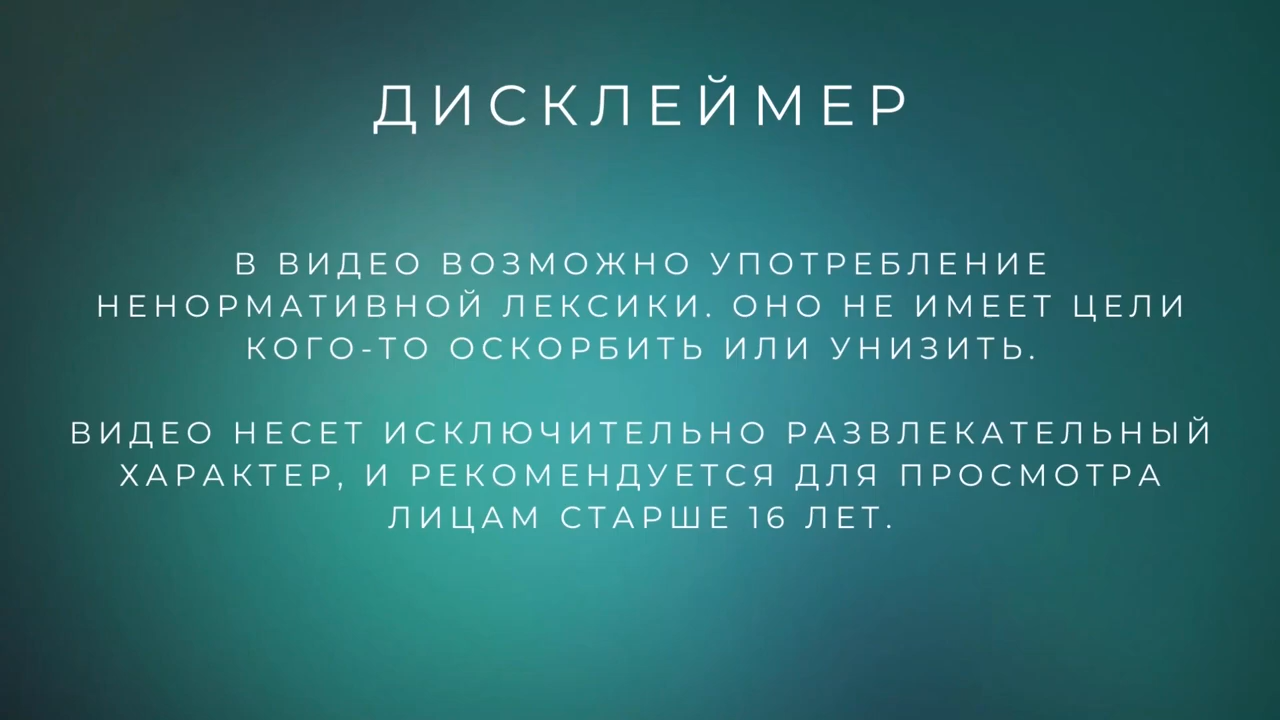 ДИСКЛЕЙМЕР
В ВИДЕО ВОЗМОЖНО УПОТРЕБЛЕНИЕ
НЕНОРМАТИВНОЙ ЛЕКСИКИ. ОНО НЕ ИМЕЕТ ЦЕЛИ
КОГО-ТО ОСКОРБИТЬ ИЛИ УНИЗИТЬ.
ВИДЕО НЕСЕТ ИСКЛЮЧИТЕЛЬНО РАЗВЛЕКАТЕЛЬНЫЙ
ХАРАКТЕР, И РЕКОМЕНДУЕТСЯ ДЛЯ ПРОСМОТРА
ЛИЦАМ СТАРШЕ 16 ЛЕТ.